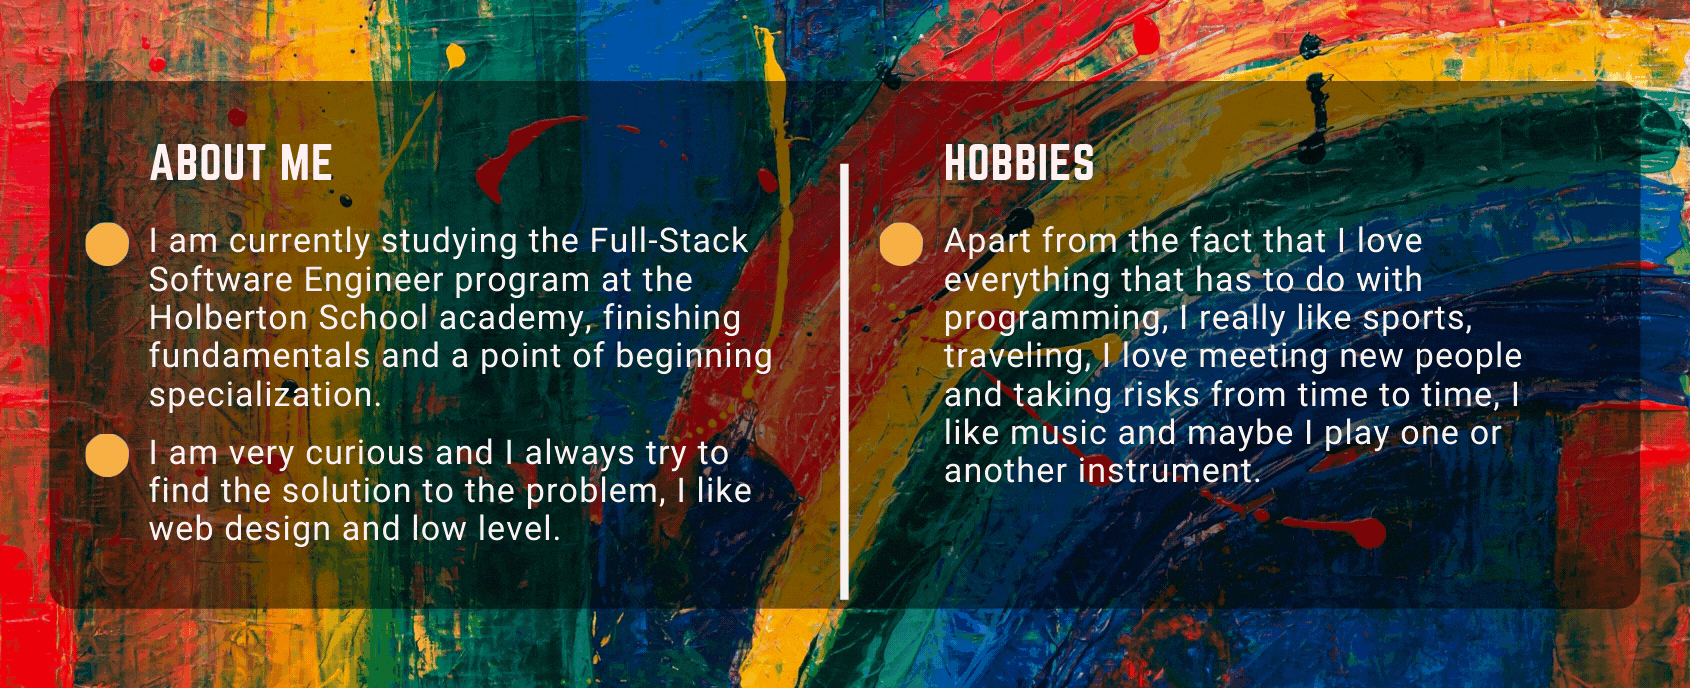 ABOUT ME
I am currently studying the Full-Stack
Software Engineer program at the
Holberton School academy, finishing
fundamentals and a point of beginning
specialization.
I am very curious and I always try to
find the solution to the problem, I like
web design and low level.
HOBBIES
Apart from the fact that I love
everything that has to do with
programming, I really like sports,
traveling, I love meeting new people
and taking risks from time to time, I
like music and maybe I play one or
another instrument.